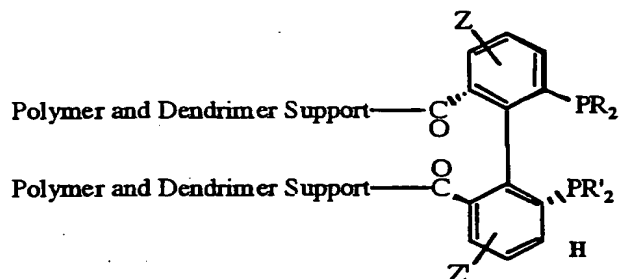 Z
Polymer and Dendrimer Support C PR₂
O
O
Polymer and Dendrimer Support C PR'₂
H
Z'